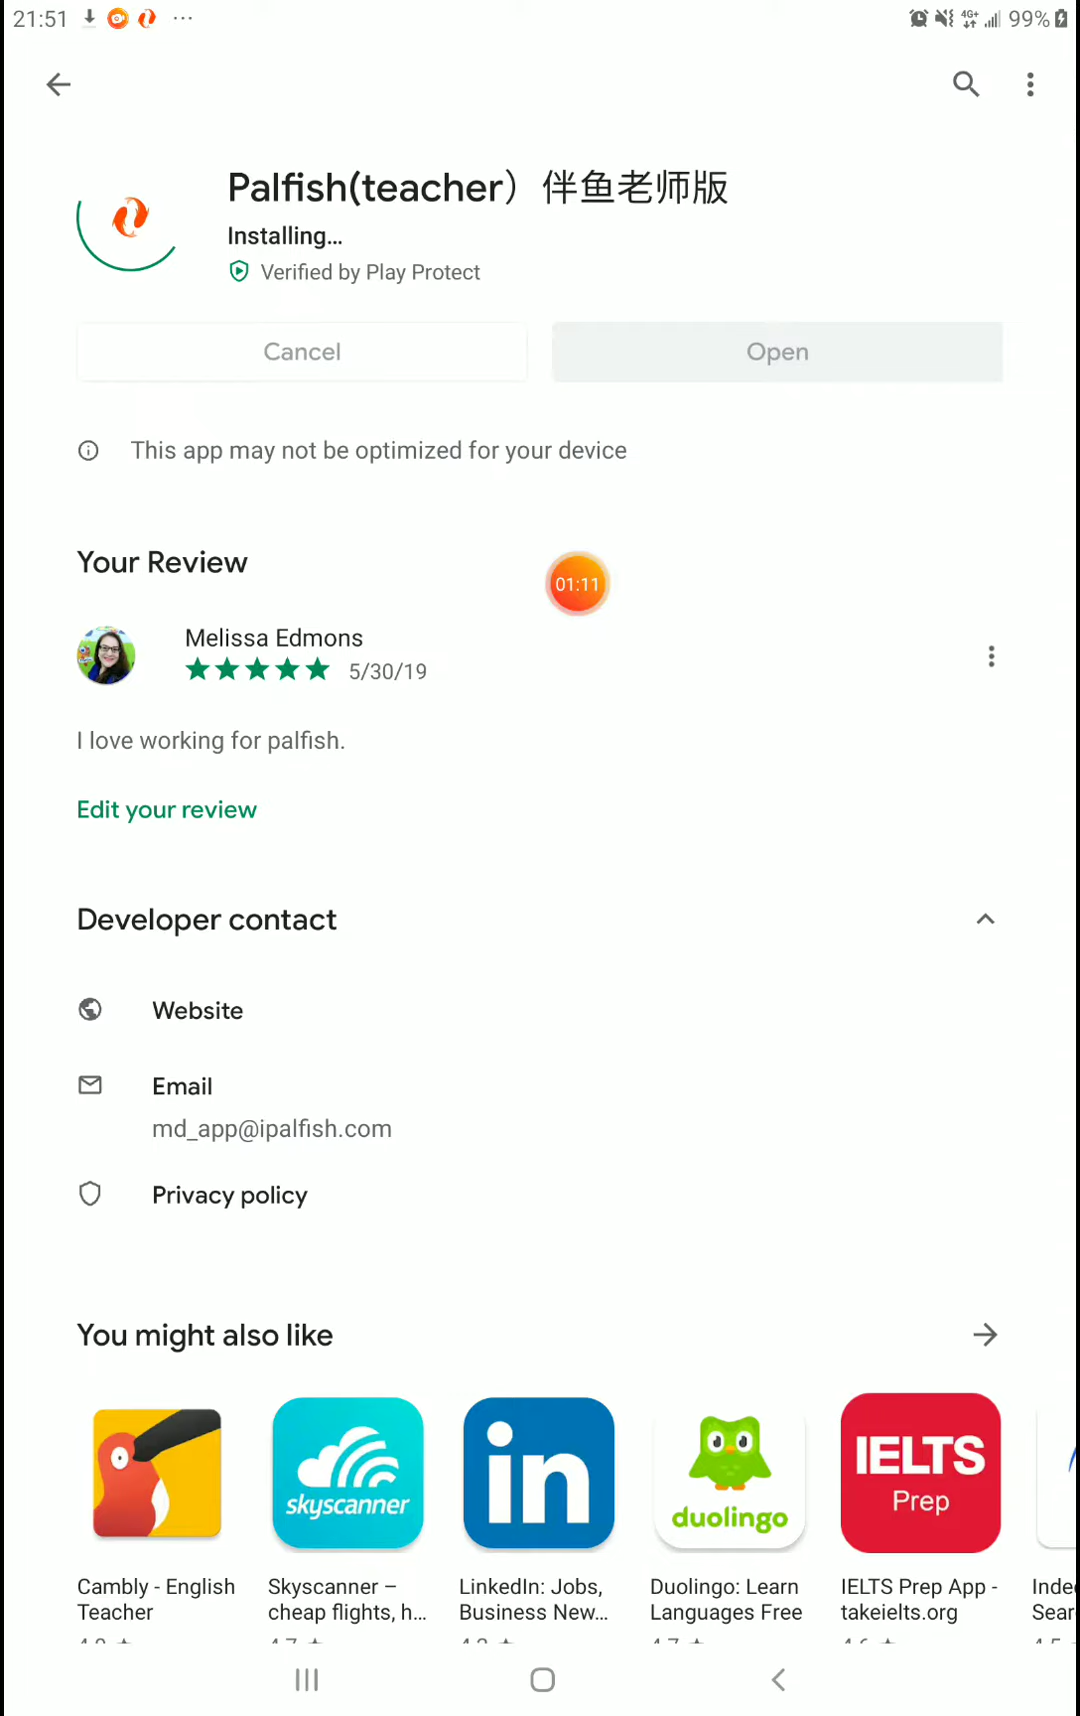 21:51
4G+
99%
Palfish(teacher）伴鱼老师版
Installing...
Verified by Play Protect
Cancel
Open
This app may not be optimized for your device
Your Review
01:11
Melissa Edmons
5/30/19
I love working for palfish.
Edit your review
Developer contact
Website
Email
md_app@ipalfish.com
Privacy policy
You might also like
skyscanner
in
duolingo
IELTS
Prep
Cambly - English
Teacher
Skyscanner –
cheap flights, h...
LinkedIn: Jobs,
Business New...
Duolingo: Learn
Languages Free
IELTS Prep App -
takeielts.org